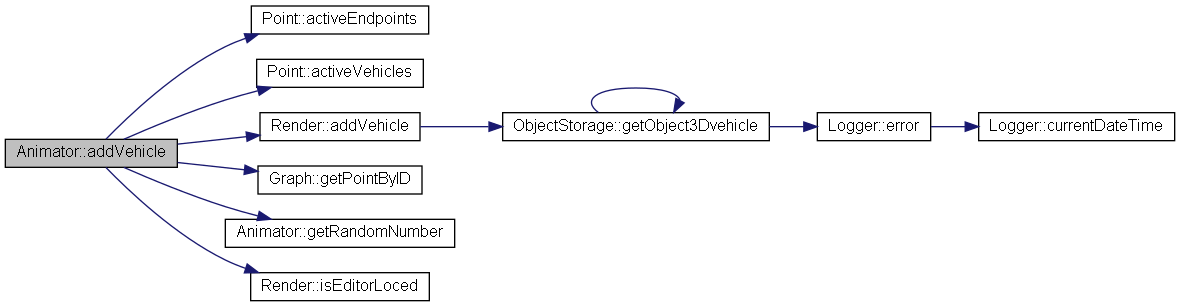 Point::activeEndpoints
Point::activeVehicles
Animator::addVehicle
Render::addVehicle
ObjectStorage::getObject3Dvehicle
Logger::error
Logger::currentDateTime
Graph::getPointByID
Animator::getRandomNumber
Render::isEditorLoced